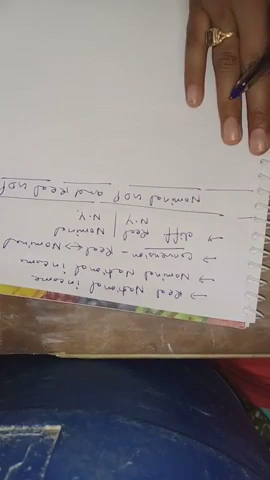 → Real National income
→ Nominal National income
→ Conversion - Real ↔ Nominal
→ diff Real | Nominal
N.Y. | N.Y.
Nominal GDP and Real GDP